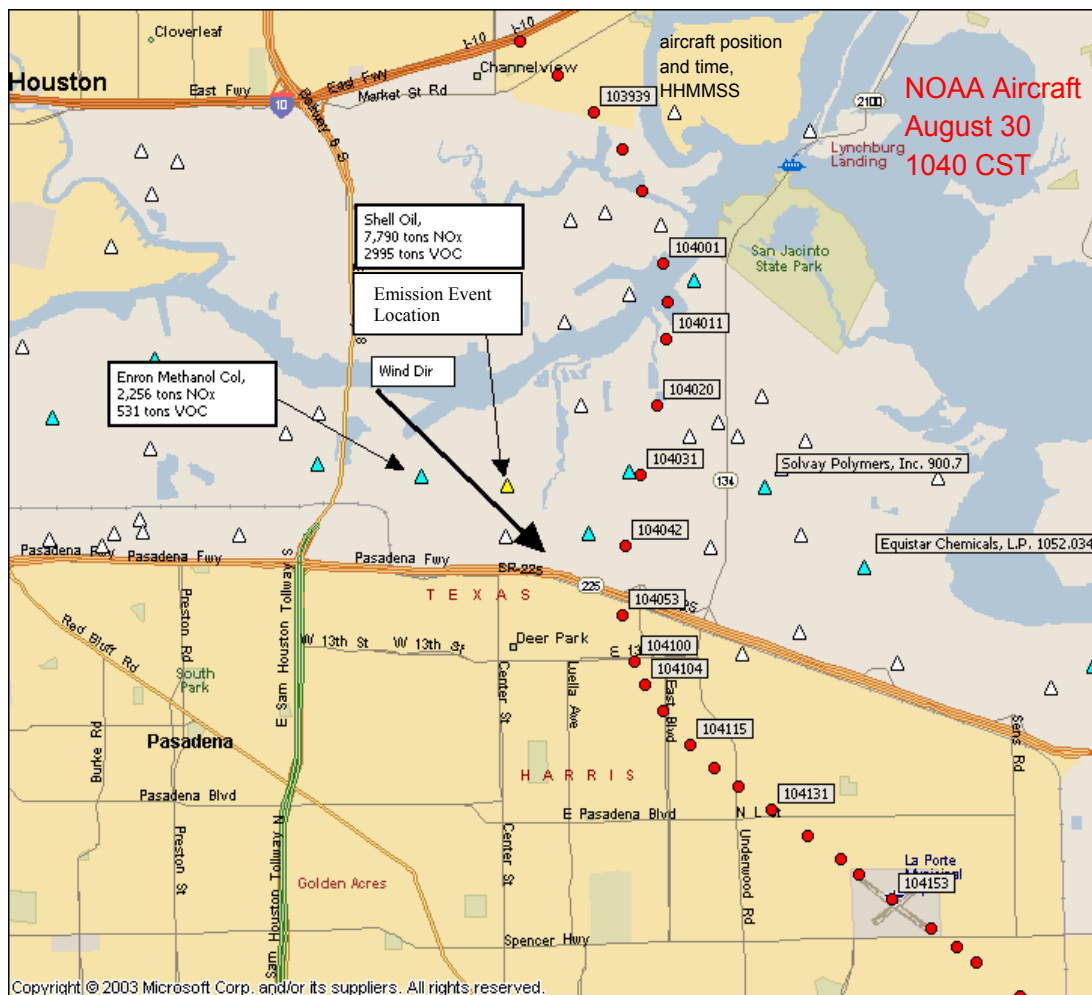 Cloverleaf
Houston
East Fwy
10
East Fwy
Market St Rd
I-10
I-10
Channelview
Beltway 8 S
aircraft position
and time,
HHMMSS
NOAA Aircraft
August 30
1040 CST
2100
Lynchburg
Landing
103939
Shell Oil,
7,790 tons NOx
2995 tons VOC
104001
San Jacinto
State Park
Emission Event
Location
104011
Enron Methanol Col,
2,256 tons NOx
531 tons VOC
Wind Dir
104020
104031
Solvay Polymers, Inc. 900.7
134
104042
Equistar Chemicals, L.P. 1052.034
Pasadena Fwy
Pasadena Fwy
Pasadena Fwy
SR-225
225
TEXAS
104053
Red Bluff Rd
Preston Rd
E Sam Houston Tollway S
W 13th St
W 13th St
Deer Park
104100
104104
South
Park
Center St
Luella Ave
East Blvd
104115
Sens Rd
Burke Rd
Pasadena
HARRIS
Pasadena Blvd
E Pasadena Blvd
N L St
104131
Preston St
Sam Houston Tollway N
Center St
Underwood Rd
La Porte
Municipal
104153
Golden Acres
Spencer Hwy
Copyright © 2003 Microsoft Corp. and/or its suppliers. All rights reserved.